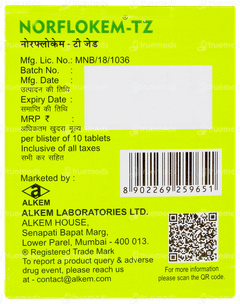 NORFLOKEM-TZ
नोरफ्लोकेम - टी जेड
Mfg. Lic. No.: MNB/18/1036
Batch No. :
Mfg. Date :
उत्पादन की तिथि
Expiry Date :
समाप्ति की तिथि
MRP ₹ :
अधिकतम खुदरा मूल्य
per blister of 10 tablets
Inclusive of all taxes
सभी कर सहित
Marketed by :
ALKEM
ALKEM LABORATORIES LTD.
ALKEM HOUSE,
Senapati Bapat Marg,
Lower Parel, Mumbai - 400 013.
® Registered Trade Mark
To report a product query & adverse
drug event, please reach us
at - contact@alkem.com
8 902269 259651
For more information
please scan the QR code.